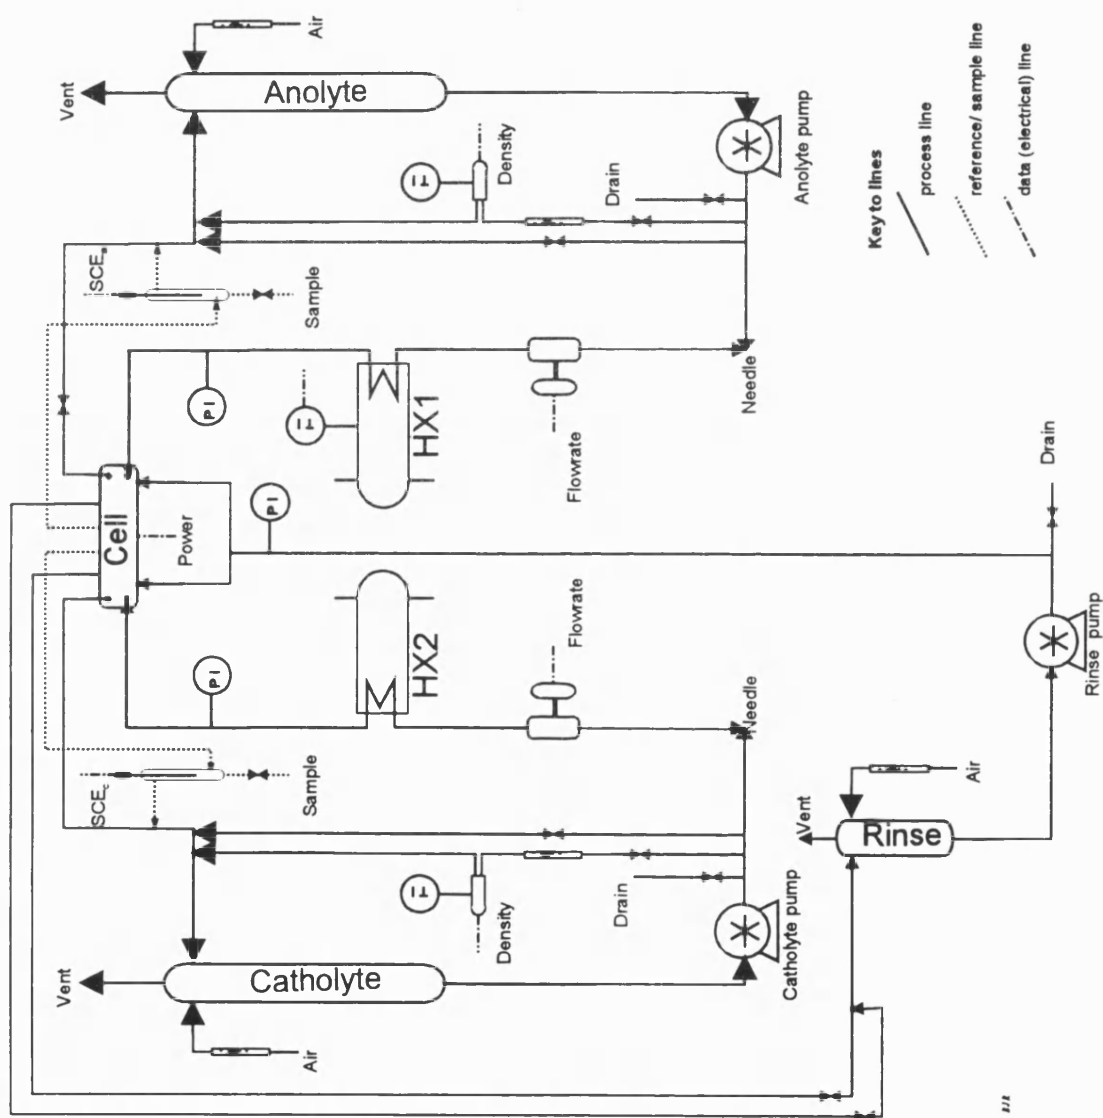 Vent
Air
Anolyte
Anolyte pump
TI
Density
Drain
SCEa
Sample
PI
TI
HX1
Flowrate
Needle
Key to lines
process line
reference/ sample line
data (electrical) line
Cell
Power
PI
Drain
PI
HX2
Flowrate
Needle
Rinse pump
SCEc
Sample
Vent
Air
Rinse
TI
Density
Drain
Catholyte pump
Vent
Catholyte
Air